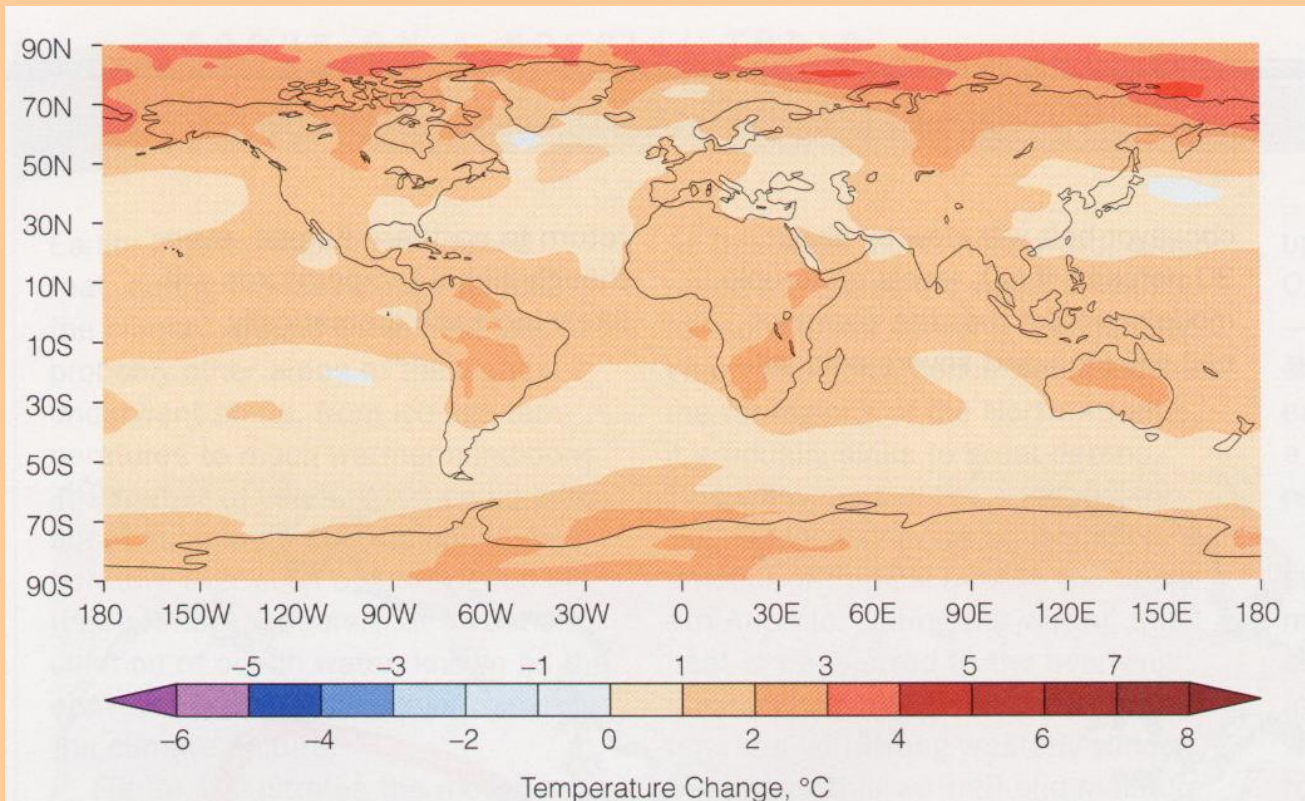 90N
70N
50N
30N
10N
10S
30S
50S
70S
90S
180 150W 120W 90W 60W 30W 0 30E 60E 90E 120E 150E 180
–5 –3 –1 1 3 5 7
–6 –4 –2 0 2 4 6 8
Temperature Change, °C